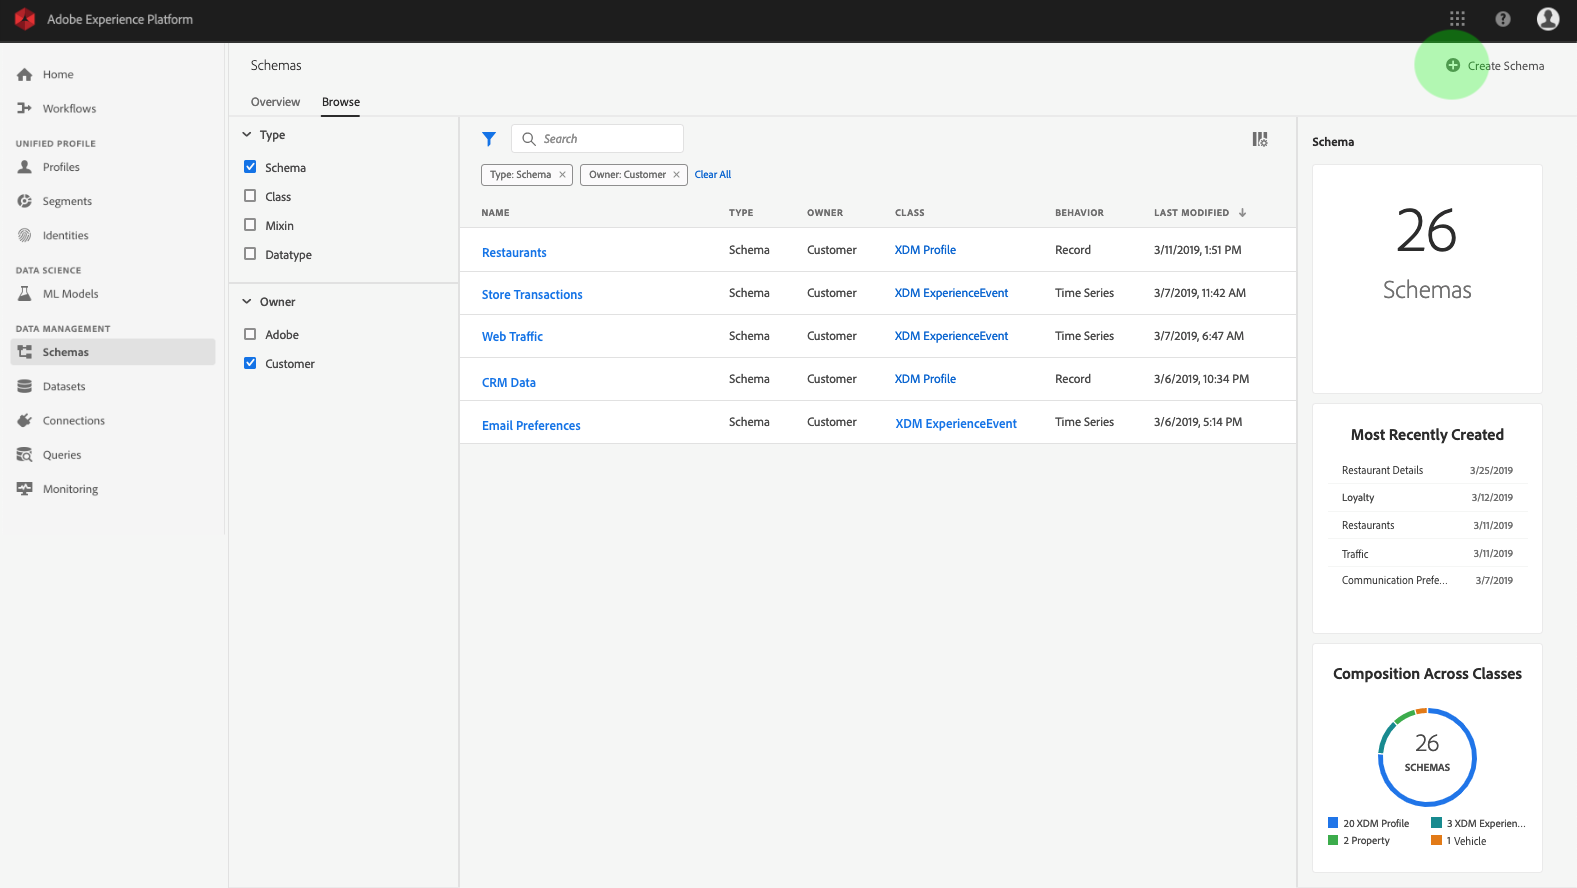 Adobe Experience Platform
Schemas
Create Schema
Overview Browse
Home
Workflows
UNIFIED PROFILE
Profiles
Segments
Identities
DATA SCIENCE
ML Models
DATA MANAGEMENT
Schemas
Datasets
Connections
Queries
Monitoring
Type
Schema
Class
Mixin
Datatype
Owner
Adobe
Customer
Search
Type: Schema × Owner: Customer × Clear All
NAME TYPE OWNER CLASS BEHAVIOR LAST MODIFIED ↓
Restaurants Schema Customer XDM Profile Record 3/11/2019, 1:51 PM
Store Transactions Schema Customer XDM ExperienceEvent Time Series 3/7/2019, 11:42 AM
Web Traffic Schema Customer XDM ExperienceEvent Time Series 3/7/2019, 6:47 AM
CRM Data Schema Customer XDM Profile Record 3/6/2019, 10:34 PM
Email Preferences Schema Customer XDM ExperienceEvent Time Series 3/6/2019, 5:14 PM
Schema
26
Schemas
Most Recently Created
Restaurant Details 3/25/2019
Loyalty 3/12/2019
Restaurants 3/11/2019
Traffic 3/11/2019
Communication Prefe... 3/7/2019
Composition Across Classes
26
SCHEMAS
20 XDM Profile 3 XDM Experien...
2 Property 1 Vehicle